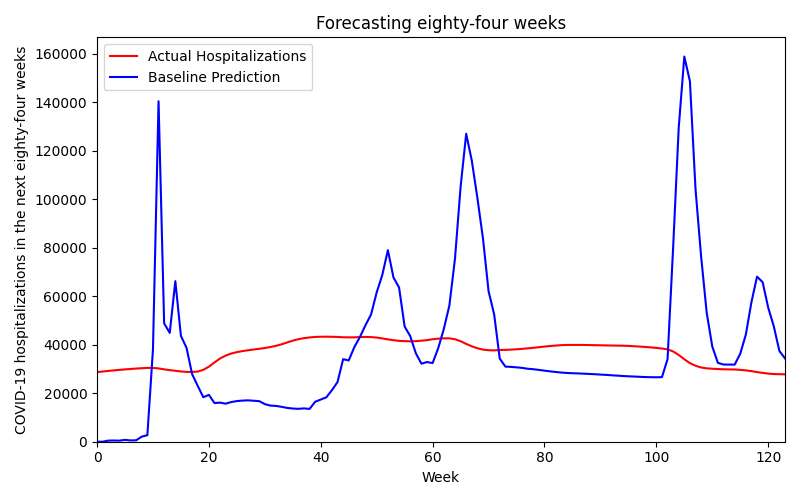 Forecasting eighty-four weeks
Actual Hospitalizations
Baseline Prediction
COVID-19 hospitalizations in the next eighty-four weeks
160000
140000
120000
100000
80000
60000
40000
20000
0
0 20 40 60 80 100 120
Week